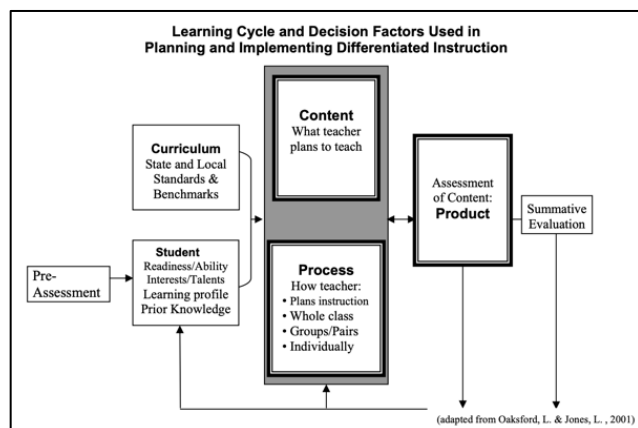 Learning Cycle and Decision Factors Used in
Planning and Implementing Differentiated Instruction
Content
What teacher
plans to teach
Curriculum
State and Local
Standards &
Benchmarks
Assessment
of Content:
Product
Summative
Evaluation
Pre-
Assessment
Student
Readiness/Ability
Interests/Talents
Learning profile
Prior Knowledge
Process
How teacher:
• Plans instruction
• Whole class
• Groups/Pairs
• Individually
(adapted from Oaksford, L. & Jones, L. , 2001)